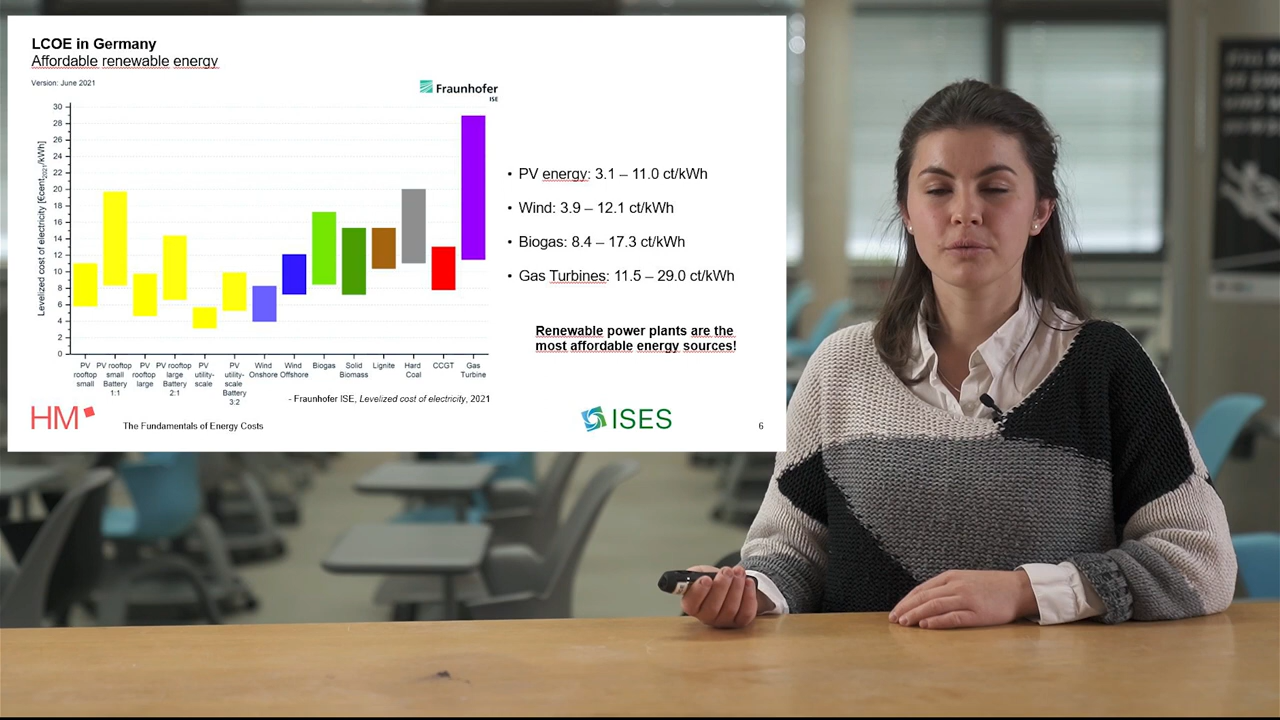 LCOE in Germany
Affordable renewable energy
Version: June 2021
Fraunhofer
ISE
Levelized cost of electricity [€cent2021/kWh]
30
28
26
24
22
20
18
16
14
12
10
8
6
4
2
0
PV rooftop small
PV rooftop small Battery 1:1
PV rooftop large
PV rooftop large Battery 2:1
PV utility-scale
PV utility-scale Battery 3:2
Wind Onshore
Wind Offshore
Biogas
Solid Biomass
Lignite
Hard Coal
CCGT
Gas Turbine
• PV energy: 3.1 – 11.0 ct/kWh
• Wind: 3.9 – 12.1 ct/kWh
• Biogas: 8.4 – 17.3 ct/kWh
• Gas Turbines: 11.5 – 29.0 ct/kWh
Renewable power plants are the
most affordable energy sources!
- Fraunhofer ISE, Levelized cost of electricity, 2021
HM
The Fundamentals of Energy Costs
ISES
6